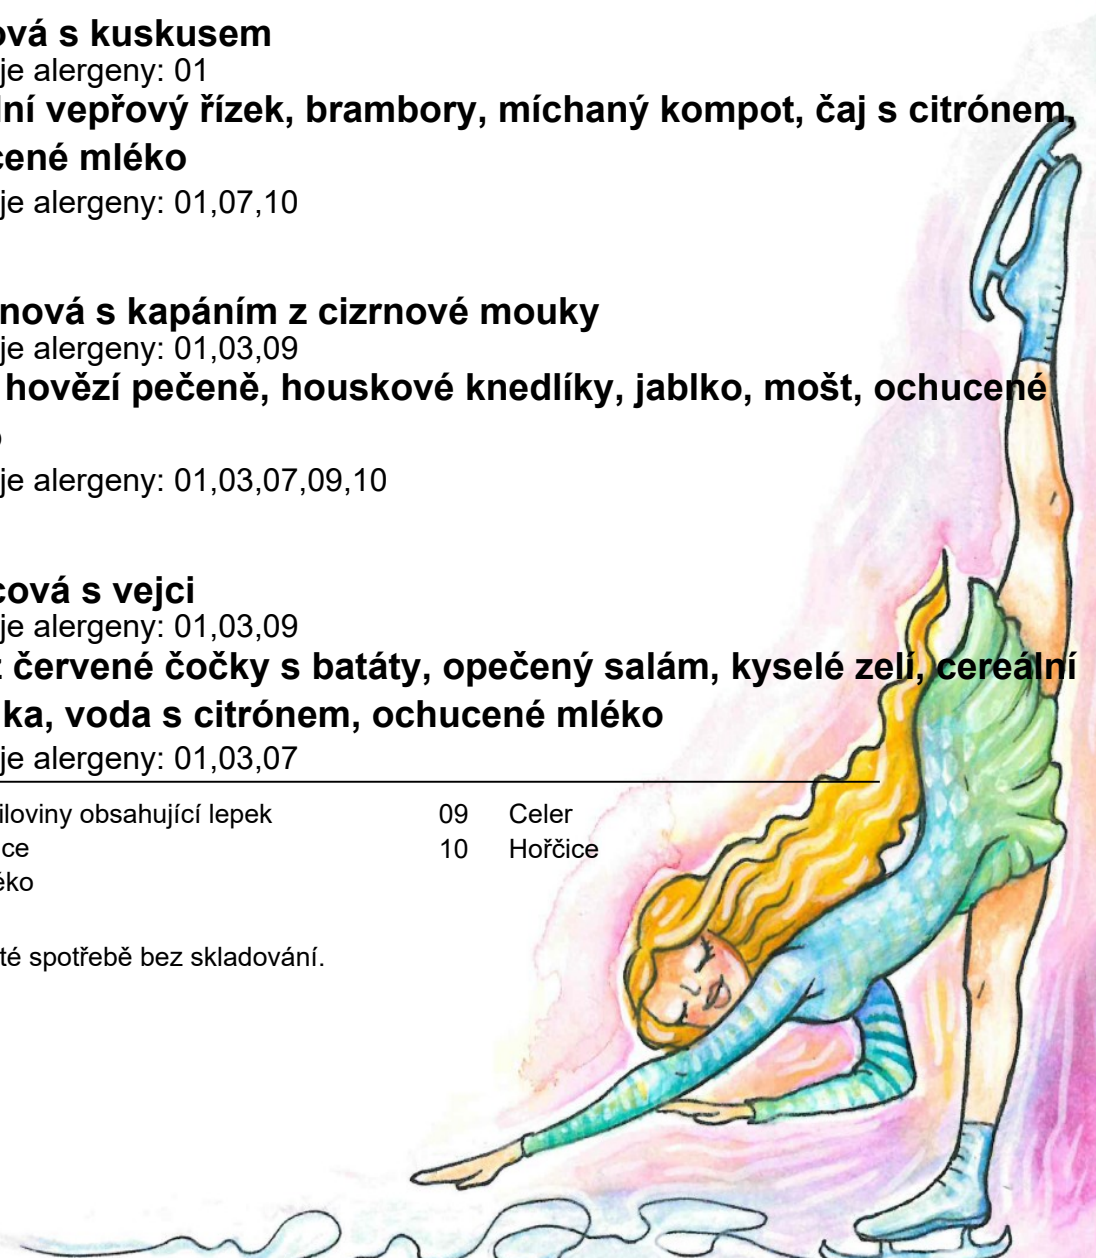 ová s kuskusem
je alergeny: 01
lní vepřový řízek, brambory, míchaný kompot, čaj s citrónem,
cené mléko
je alergeny: 01,07,10
nová s kapáním z cizrnové mouky
je alergeny: 01,03,09
hovězí pečeně, houskové knedlíky, jablko, mošt, ochucené
o
je alergeny: 01,03,07,09,10
cová s vejci
je alergeny: 01,03,09
z červené čočky s batáty, opečený salám, kyselé zelí, cereální
ka, voda s citrónem, ochucené mléko
je alergeny: 01,03,07
iloviny obsahující lepek 09 Celer
ce 10 Hořčice
éko
té spotřebě bez skladování.